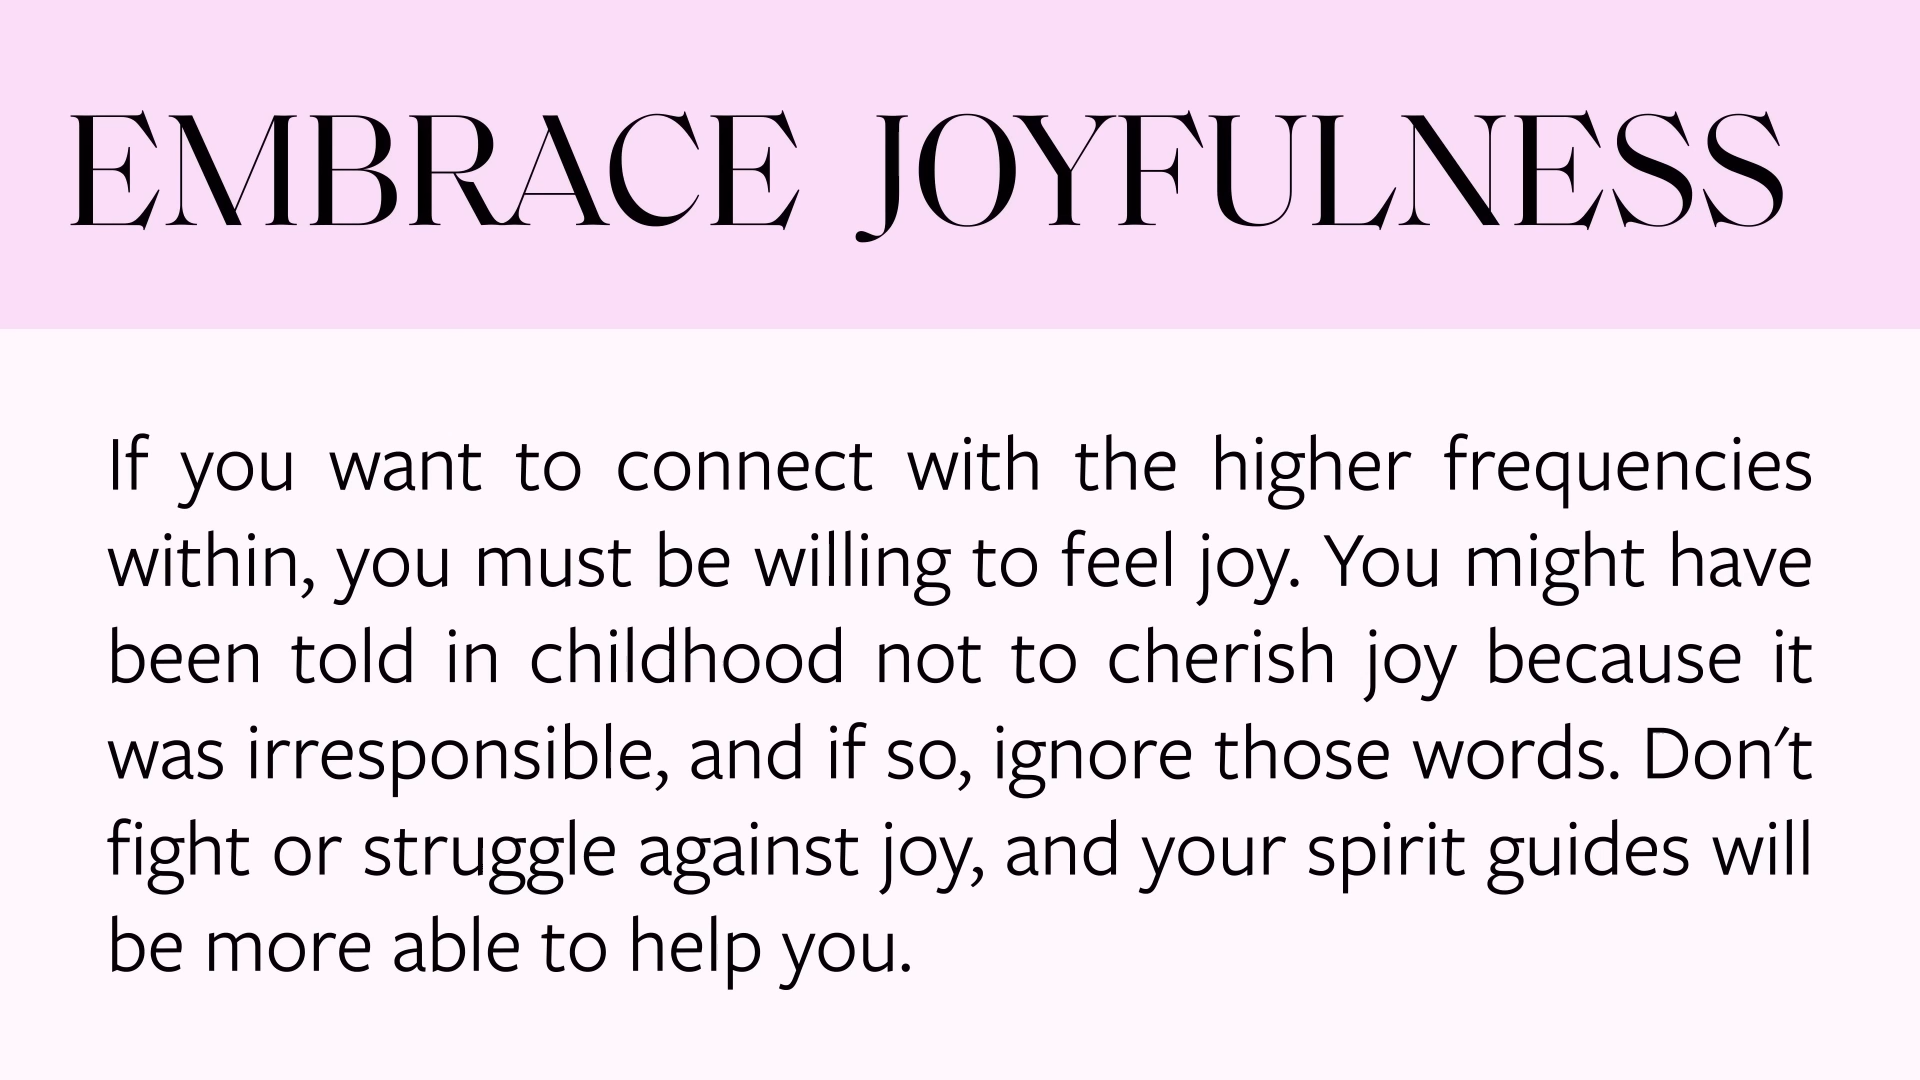 EMBRACE JOYFULNESS
If you want to connect with the higher frequencies
within, you must be willing to feel joy. You might have
been told in childhood not to cherish joy because it
was irresponsible, and if so, ignore those words. Don't
fight or struggle against joy, and your spirit guides will
be more able to help you.